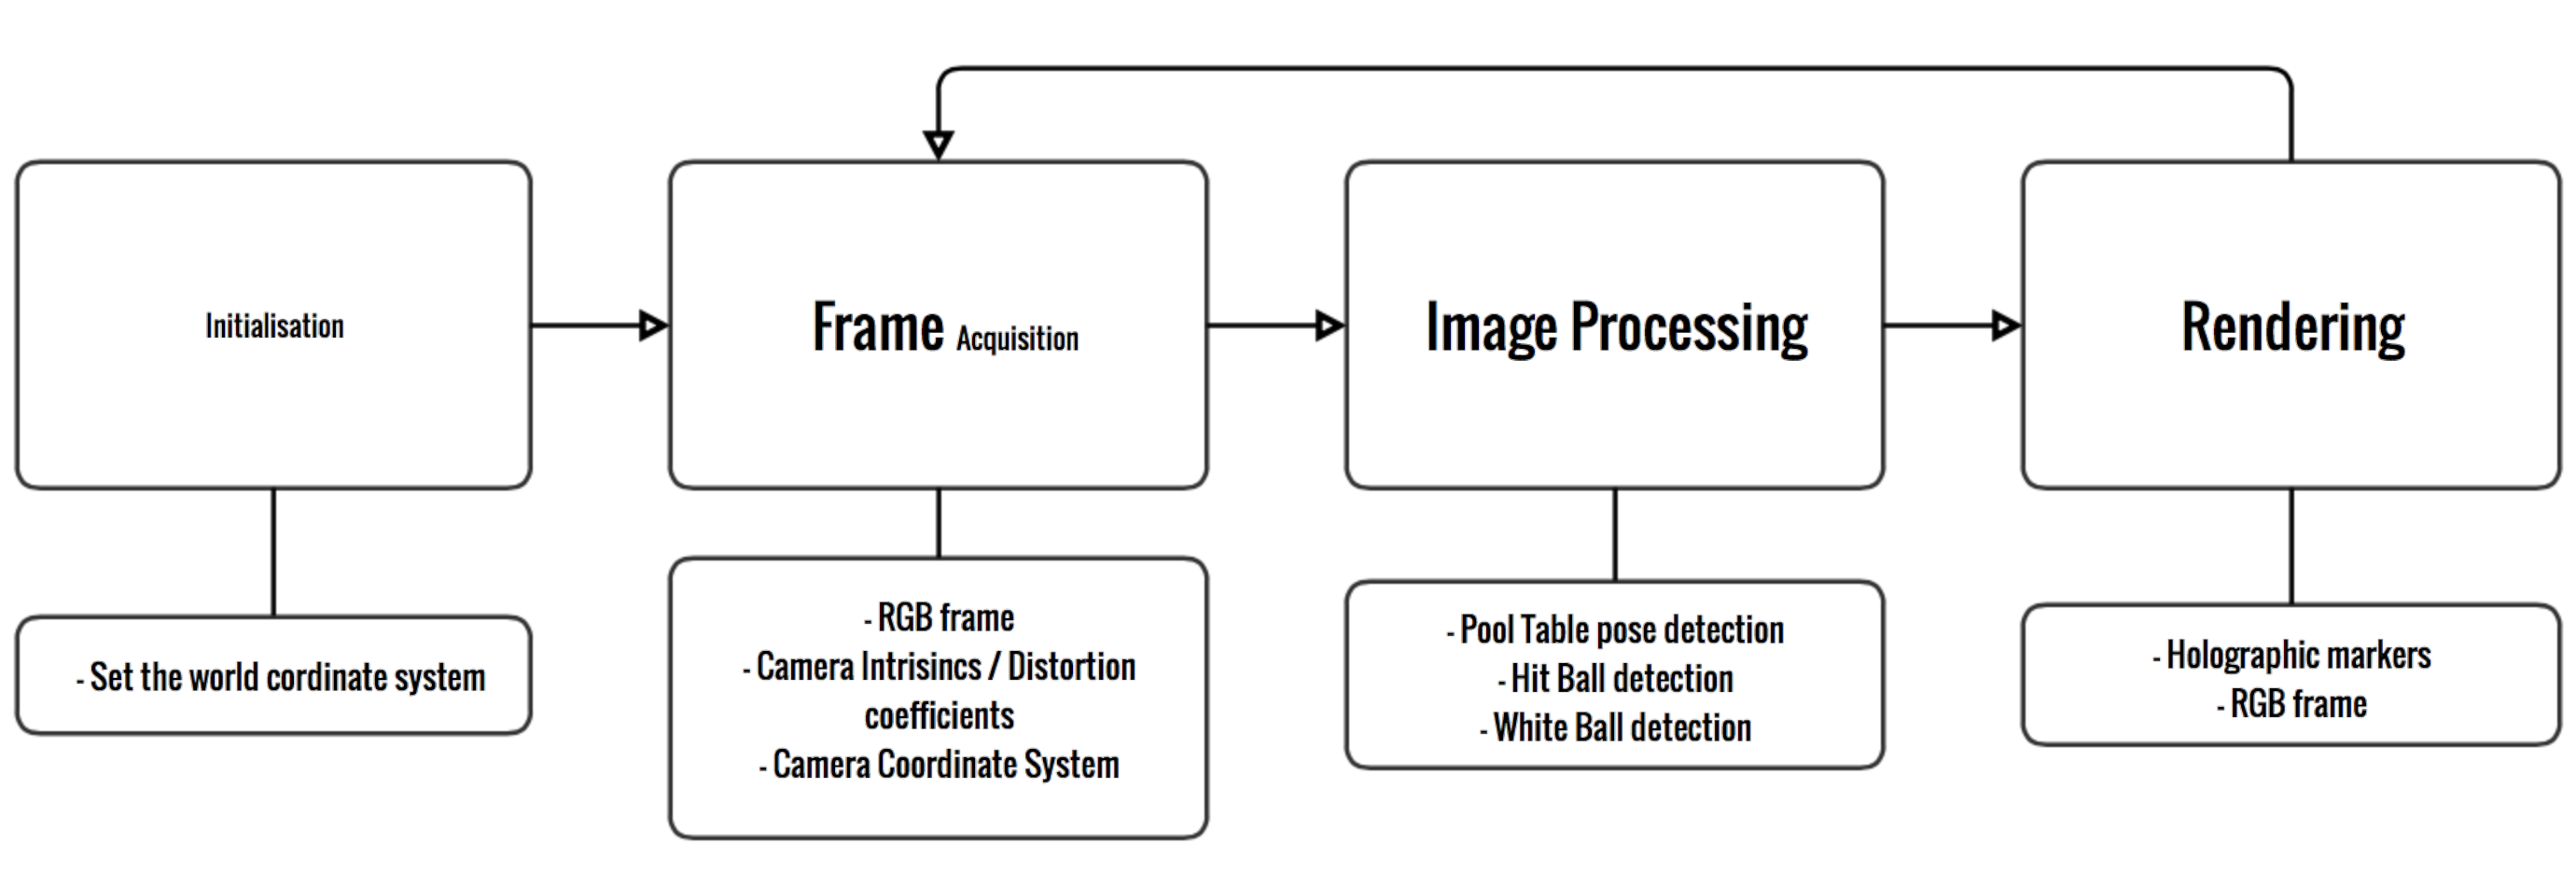 Initialisation
Frame Acquisition
Image Processing
Rendering
- Set the world cordinate system
- RGB frame
- Camera Intrisincs / Distortion
coefficients
- Camera Coordinate System
- Pool Table pose detection
- Hit Ball detection
- White Ball detection
- Holographic markers
- RGB frame